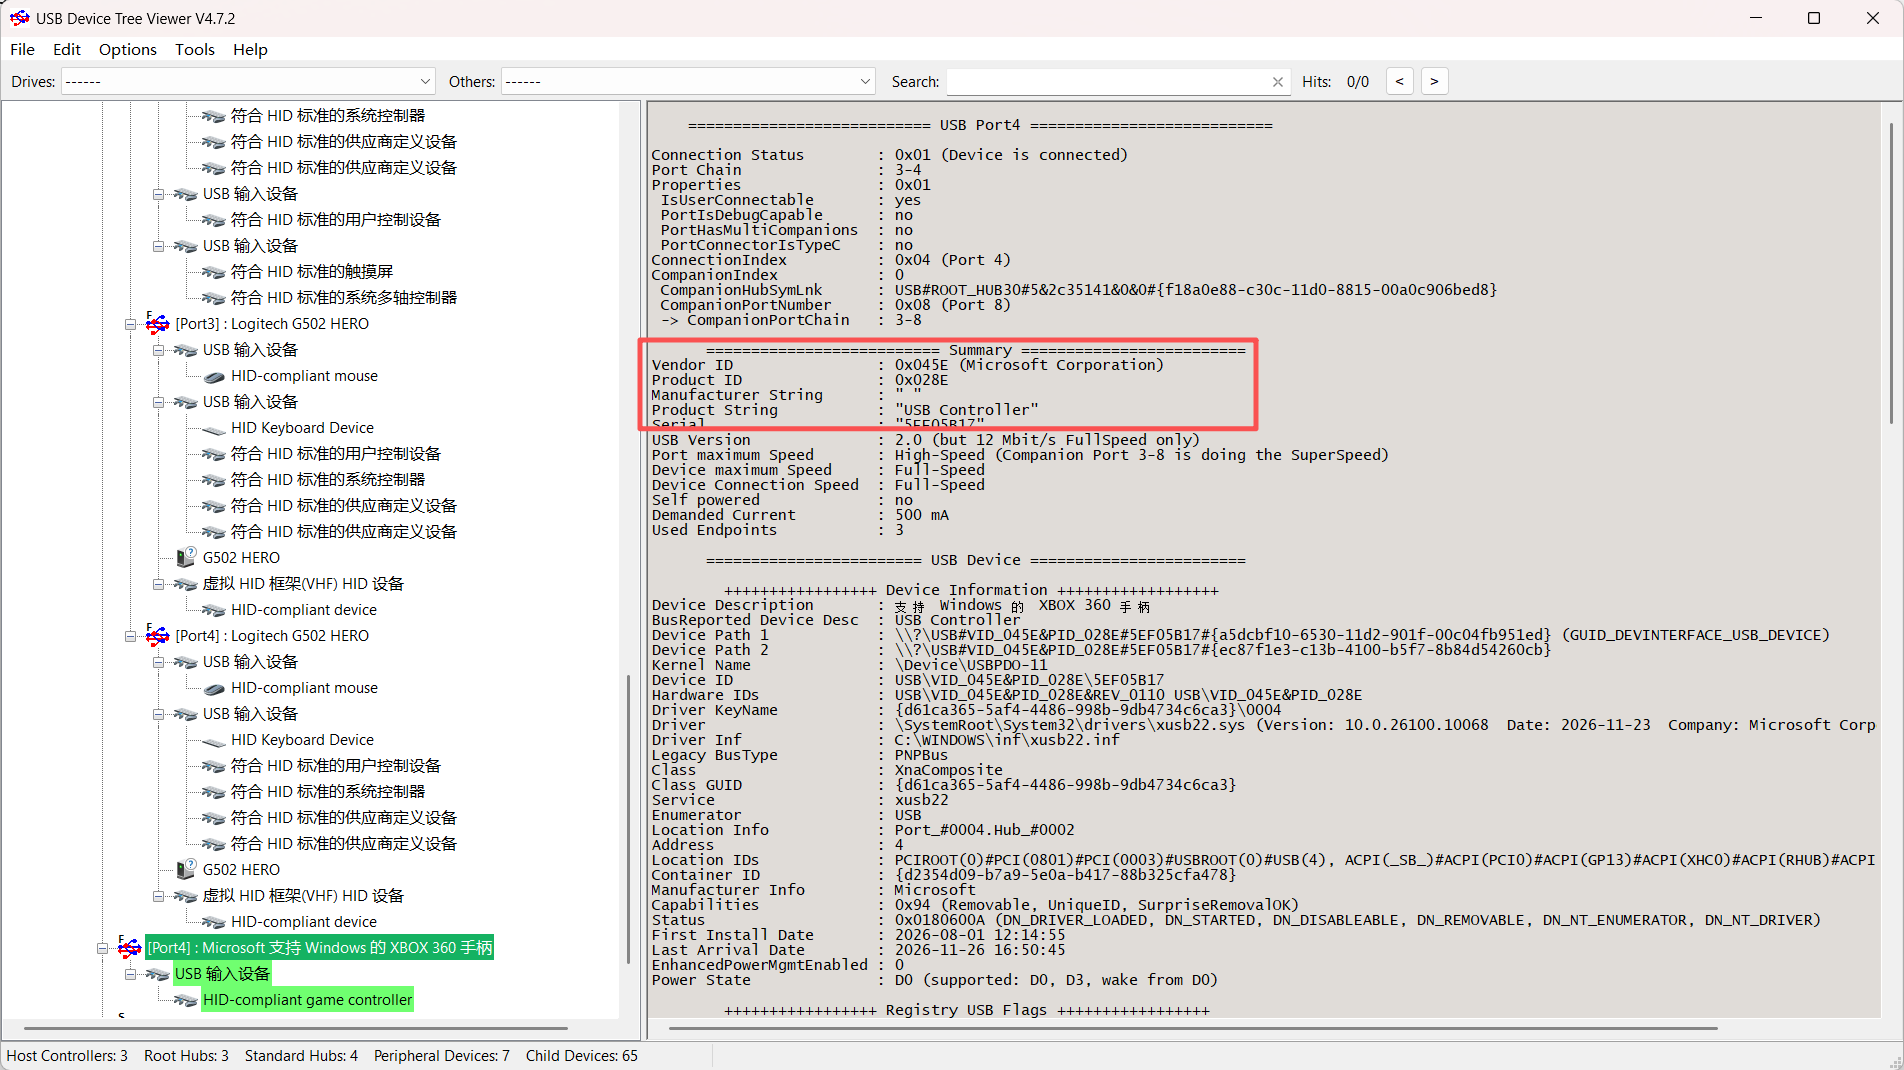 USB Device Tree Viewer V4.7.2
File Edit Options Tools Help
Drives: ------ Others: ------ Search: Hits: 0/0 < >
符合 HID 标准的系统控制器
符合 HID 标准的供应商定义设备
符合 HID 标准的供应商定义设备
USB 输入设备
符合 HID 标准的用户控制设备
USB 输入设备
符合 HID 标准的触摸屏
符合 HID 标准的系统多轴控制器
[Port3] : Logitech G502 HERO
USB 输入设备
HID-compliant mouse
USB 输入设备
HID Keyboard Device
符合 HID 标准的用户控制设备
符合 HID 标准的系统控制器
符合 HID 标准的供应商定义设备
符合 HID 标准的供应商定义设备
G502 HERO
虚拟 HID 框架(VHF) HID 设备
HID-compliant device
[Port4] : Logitech G502 HERO
USB 输入设备
HID-compliant mouse
USB 输入设备
HID Keyboard Device
符合 HID 标准的用户控制设备
符合 HID 标准的系统控制器
符合 HID 标准的供应商定义设备
符合 HID 标准的供应商定义设备
G502 HERO
虚拟 HID 框架(VHF) HID 设备
HID-compliant device
[Port4] : Microsoft 支持 Windows 的 XBOX 360 手柄
USB 输入设备
HID-compliant game controller
=========================== USB Port4 ===========================
Connection Status : 0x01 (Device is connected)
Port Chain : 3-4
Properties : 0x01
IsUserConnectable : yes
PortIsDebugCapable : no
PortHasMultiCompanions : no
PortConnectorIsTypeC : no
ConnectionIndex : 0x04 (Port 4)
CompanionIndex : 0
CompanionHubSymLnk : USB#ROOT_HUB30#5&2c35141&0&0#{f18a0e88-c30c-11d0-8815-00a0c906bed8}
CompanionPortNumber : 0x08 (Port 8)
-> CompanionPortChain : 3-8
========================== Summary =========================
Vendor ID : 0x045E (Microsoft Corporation)
Product ID : 0x028E
Manufacturer String : " "
Product String : "USB Controller"
Serial : "5EF05B17"
USB Version : 2.0 (but 12 Mbit/s FullSpeed only)
Port maximum Speed : High-Speed (Companion Port 3-8 is doing the SuperSpeed)
Device maximum Speed : Full-Speed
Device Connection Speed : Full-Speed
Self powered : no
Demanded Current : 500 mA
Used Endpoints : 3
======================== USB Device ========================
+++++++++++++++++ Device Information ++++++++++++++++++
Device Description : 支持 Windows 的 XBOX 360 手柄
BusReported Device Desc : USB Controller
Device Path 1 : \\?\USB#VID_045E&PID_028E#5EF05B17#{a5dcbf10-6530-11d2-901f-00c04fb951ed} (GUID_DEVINTERFACE_USB_DEVICE)
Device Path 2 : \\?\USB#VID_045E&PID_028E#5EF05B17#{ec87f1e3-c13b-4100-b5f7-8b84d54260cb}
Kernel Name : \Device\USBPDO-11
Device ID : USB\VID_045E&PID_028E\5EF05B17
Hardware IDs : USB\VID_045E&PID_028E&REV_0110 USB\VID_045E&PID_028E
Driver KeyName : {d61ca365-5af4-4486-998b-9db4734c6ca3}\0004
Driver : \SystemRoot\System32\drivers\xusb22.sys (Version: 10.0.26100.10068 Date: 2026-11-23 Company: Microsoft Corp
Driver Inf : C:\WINDOWS\inf\xusb22.inf
Legacy BusType : PNPBus
Class : XnaComposite
Class GUID : {d61ca365-5af4-4486-998b-9db4734c6ca3}
Service : xusb22
Enumerator : USB
Location Info : Port_#0004.Hub_#0002
Address : 4
Location IDs : PCIROOT(0)#PCI(0801)#PCI(0003)#USBROOT(0)#USB(4), ACPI(_SB_)#ACPI(PCI0)#ACPI(GP13)#ACPI(XHC0)#ACPI(RHUB)#ACPI
Container ID : {d2354d09-b7a9-5e0a-b417-88b325cfa478}
Manufacturer Info : Microsoft
Capabilities : 0x94 (Removable, UniqueID, SurpriseRemovalOK)
Status : 0x0180600A (DN_DRIVER_LOADED, DN_STARTED, DN_DISABLEABLE, DN_REMOVABLE, DN_NT_ENUMERATOR, DN_NT_DRIVER)
First Install Date : 2026-08-01 12:14:55
Last Arrival Date : 2026-11-26 16:50:45
EnhancedPowerMgmtEnabled : 0
Power State : D0 (supported: D0, D3, wake from D0)
+++++++++++++++++ Registry USB Flags +++++++++++++++++
Host Controllers: 3 Root Hubs: 3 Standard Hubs: 4 Peripheral Devices: 7 Child Devices: 65